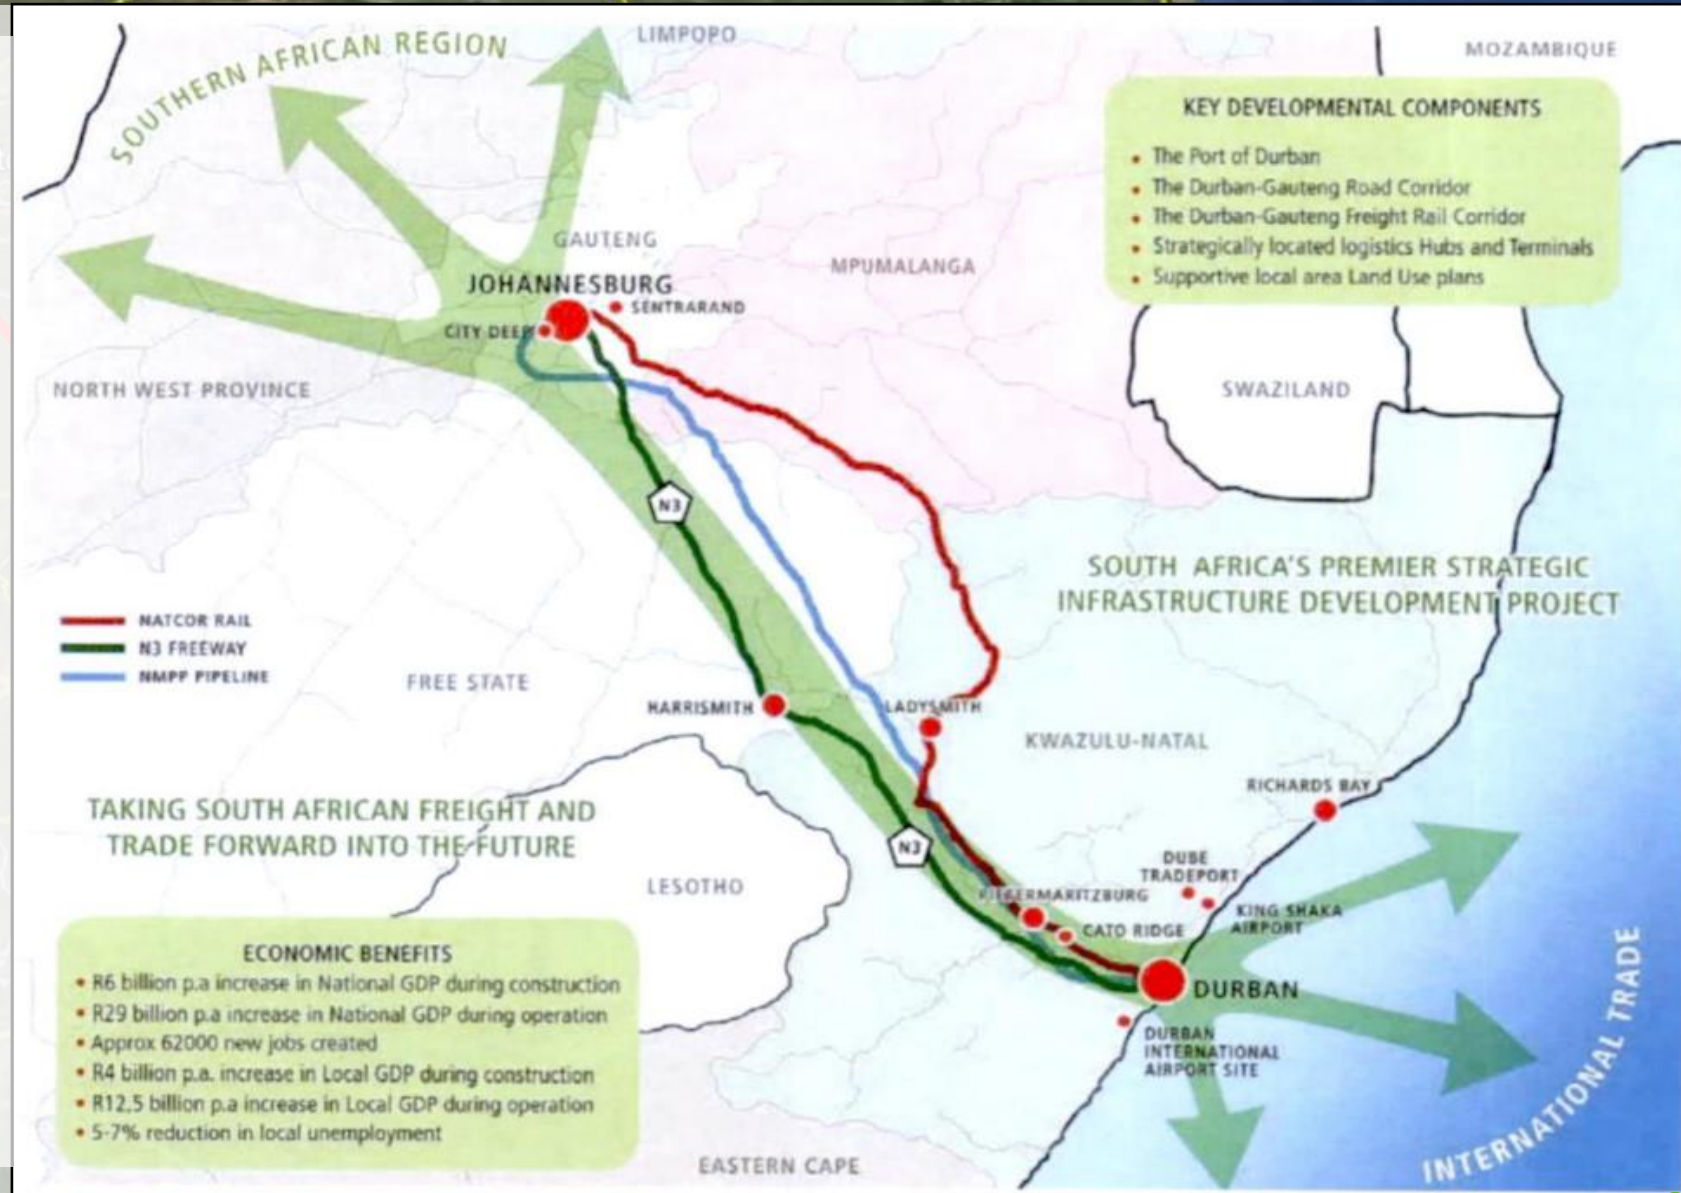 SOUTHERN AFRICAN REGION
LIMPOPO
MOZAMBIQUE
KEY DEVELOPMENTAL COMPONENTS
• The Port of Durban
• The Durban-Gauteng Road Corridor
• The Durban-Gauteng Freight Rail Corridor
• Strategically located logistics Hubs and Terminals
• Supportive local area Land Use plans
GAUTENG
JOHANNESBURG
SENTRARAND
CITY DEEP
MPUMALANGA
NORTH WEST PROVINCE
SWAZILAND
N3
SOUTH AFRICA'S PREMIER STRATEGIC
INFRASTRUCTURE DEVELOPMENT PROJECT
NATCOR RAIL
N3 FREEWAY
NMPP PIPELINE
FREE STATE
HARRISMITH
LADYSMITH
KWAZULU-NATAL
RICHARDS BAY
TAKING SOUTH AFRICAN FREIGHT AND
TRADE FORWARD INTO THE FUTURE
N3
LESOTHO
DUBE
TRADEPORT
PIETERMARITZBURG
KING SHAKA
AIRPORT
CATO RIDGE
DURBAN
DURBAN
INTERNATIONAL
AIRPORT SITE
INTERNATIONAL TRADE
ECONOMIC BENEFITS
• R6 billion p.a increase in National GDP during construction
• R29 billion p.a increase in National GDP during operation
• Approx 62000 new jobs created
• R4 billion p.a. increase in Local GDP during construction
• R12,5 billion p.a increase in Local GDP during operation
• 5-7% reduction in local unemployment
EASTERN CAPE